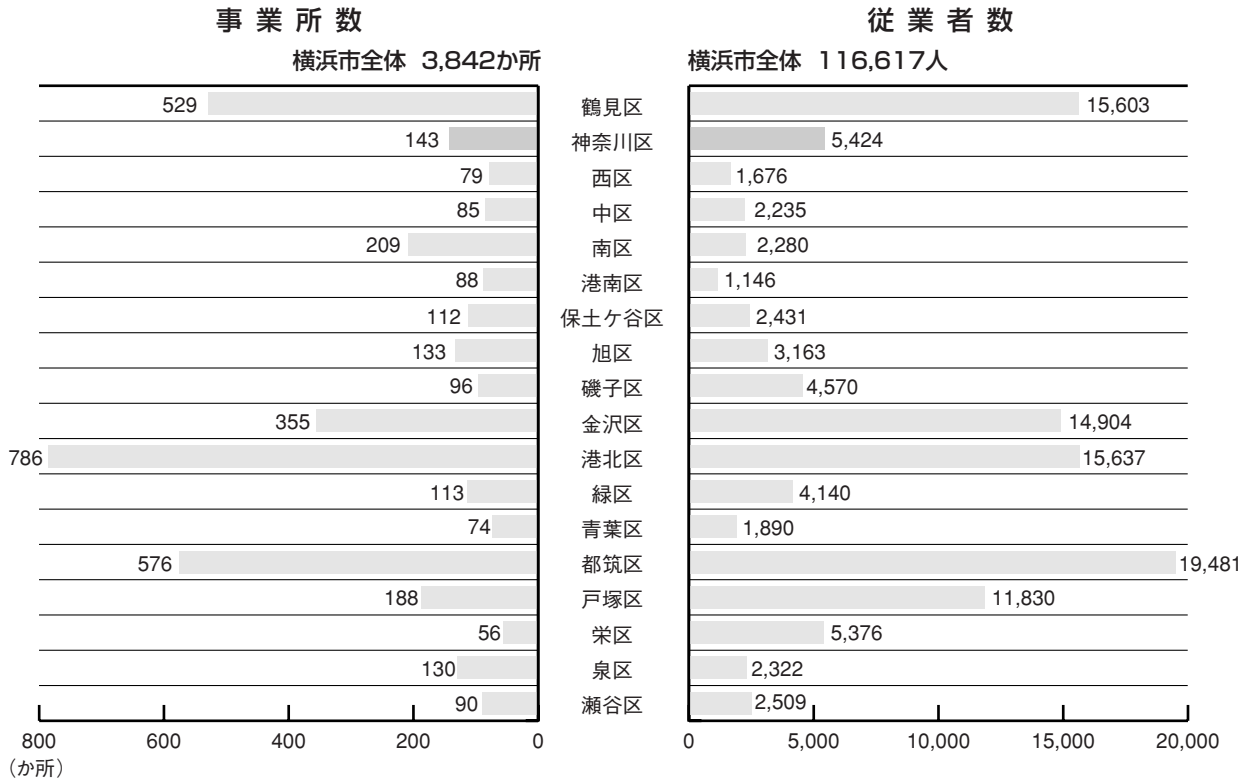 事業所数 従業者数
横浜市全体 3,842か所 横浜市全体 116,617人
529 鶴見区 15,603
143 神奈川区 5,424
79 西区 1,676
85 中区 2,235
209 南区 2,280
88 港南区 1,146
112 保土ケ谷区 2,431
133 旭区 3,163
96 磯子区 4,570
355 金沢区 14,904
786 港北区 15,637
113 緑区 4,140
74 青葉区 1,890
576 都筑区 19,481
188 戸塚区 11,830
56 栄区 5,376
130 泉区 2,322
90 瀬谷区 2,509
800 600 400 200 0 0 5,000 10,000 15,000 20,000
（か所）